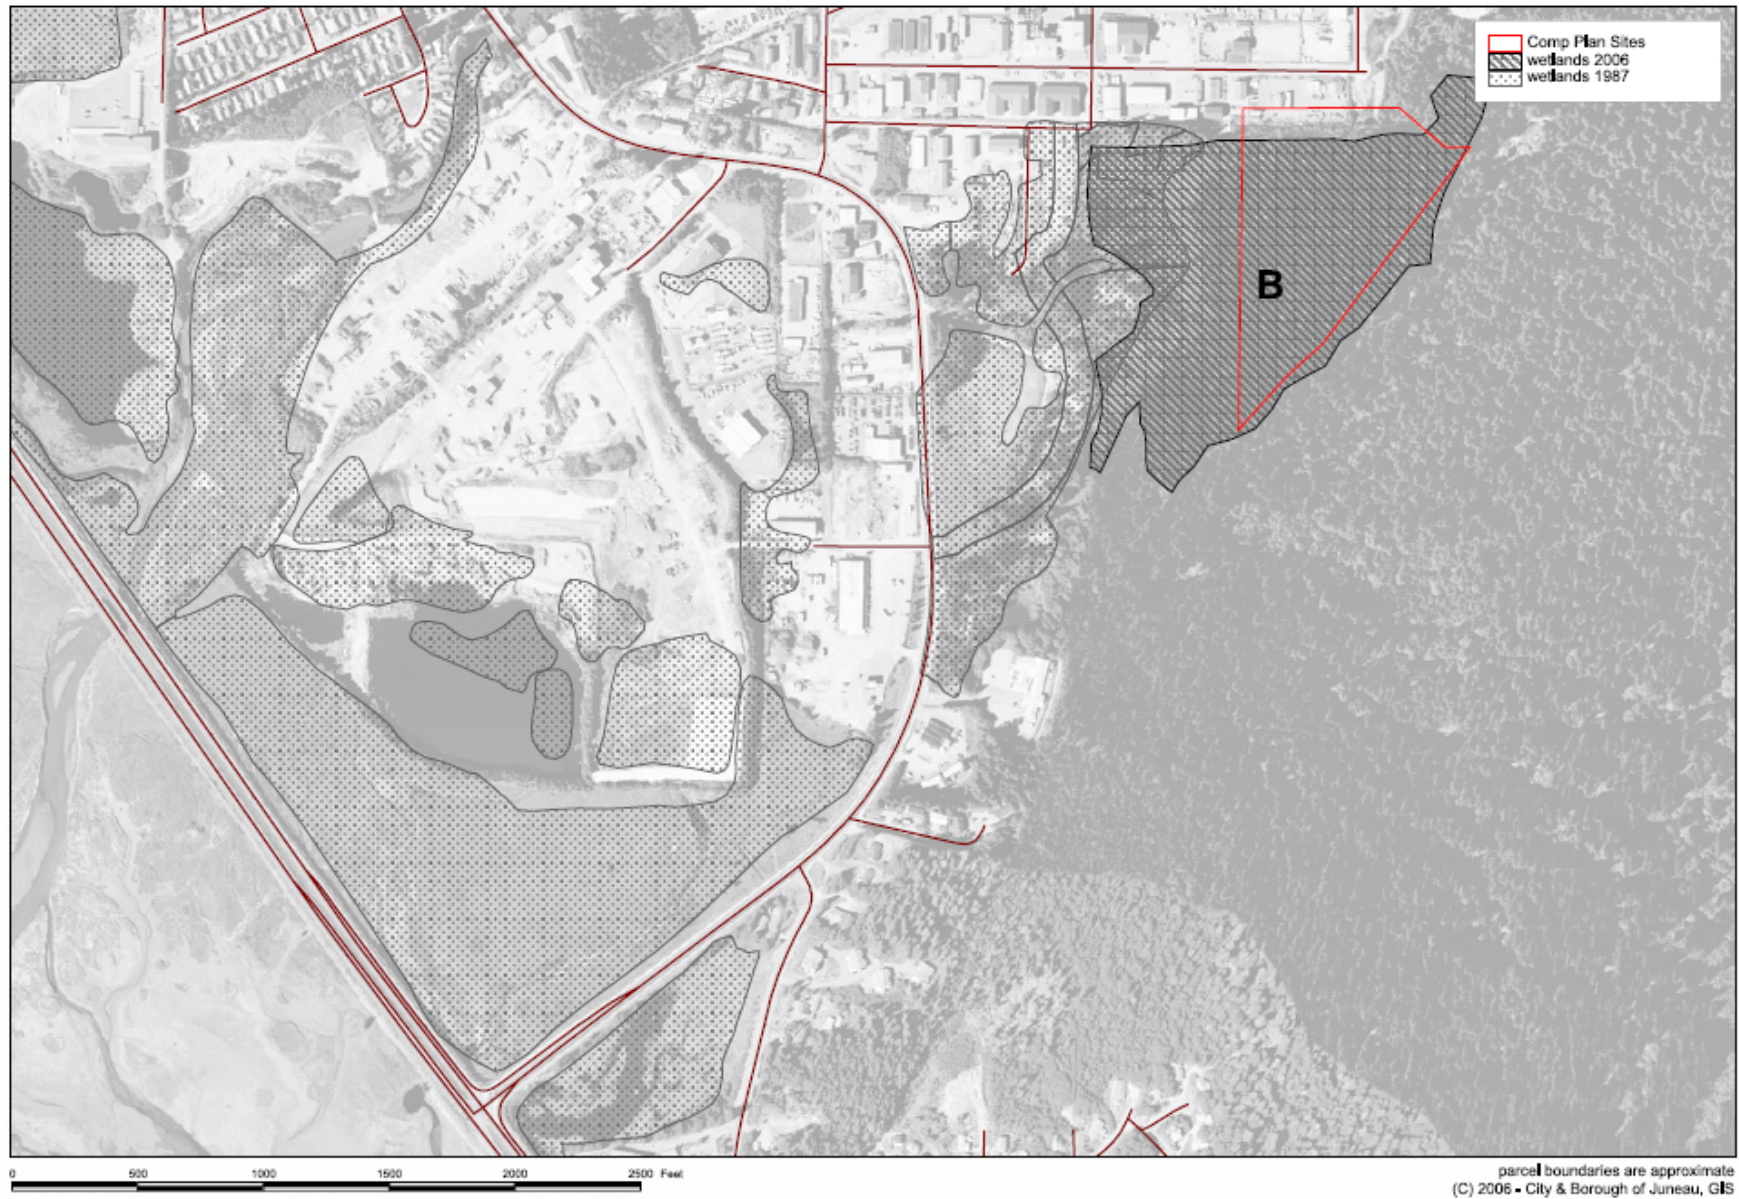 Comp Plan Sites
wetlands 2006
wetlands 1987
B
0 500 1000 1500 2000 2500 Feet
parcel boundaries are approximate
(C) 2006 - City & Borough of Juneau, GIS